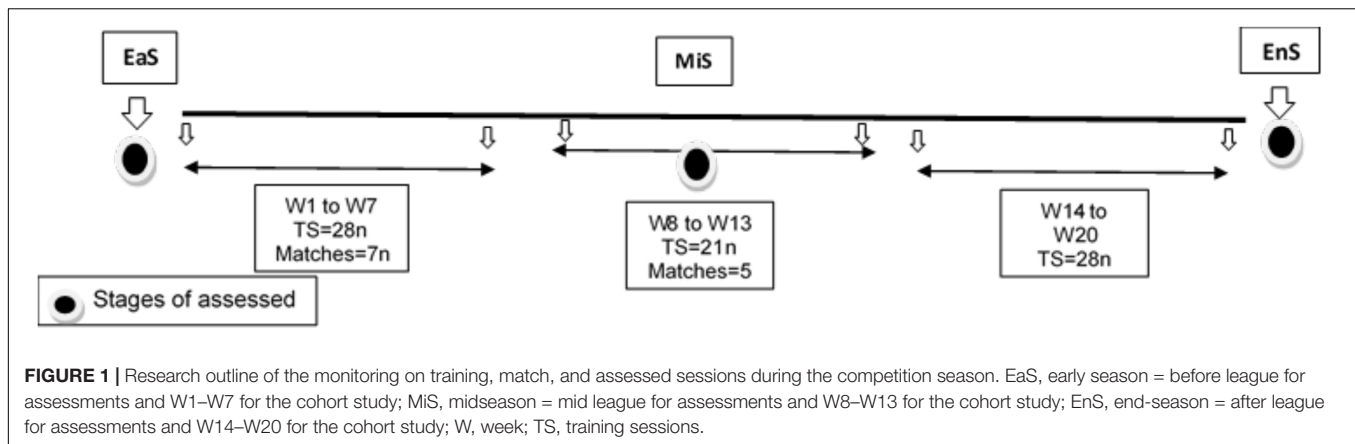 EaS
MiS
EnS
W1 to W7
TS=28n
Matches=7n
W8 to W13
TS=21n
Matches=5
W14 to
W20
TS=28n
Stages of assessed
FIGURE 1 | Research outline of the monitoring on training, match, and assessed sessions during the competition season. EaS, early season = before league for
assessments and W1–W7 for the cohort study; MiS, midseason = mid league for assessments and W8–W13 for the cohort study; EnS, end-season = after league
for assessments and W14–W20 for the cohort study; W, week; TS, training sessions.